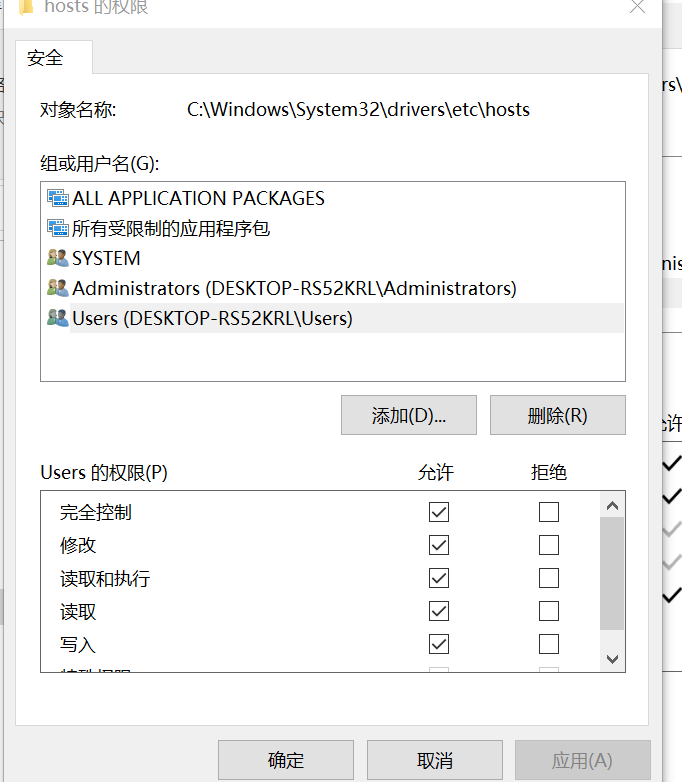 hosts 的权限
安全
对象名称: C:\Windows\System32\drivers\etc\hosts
组或用户名(G):
ALL APPLICATION PACKAGES
所有受限制的应用程序包
SYSTEM
Administrators (DESKTOP-RS52KRL\Administrators)
Users (DESKTOP-RS52KRL\Users)
添加(D)... 删除(R)
Users 的权限(P) 允许 拒绝
完全控制
修改
读取和执行
读取
写入
确定 取消 应用(A)